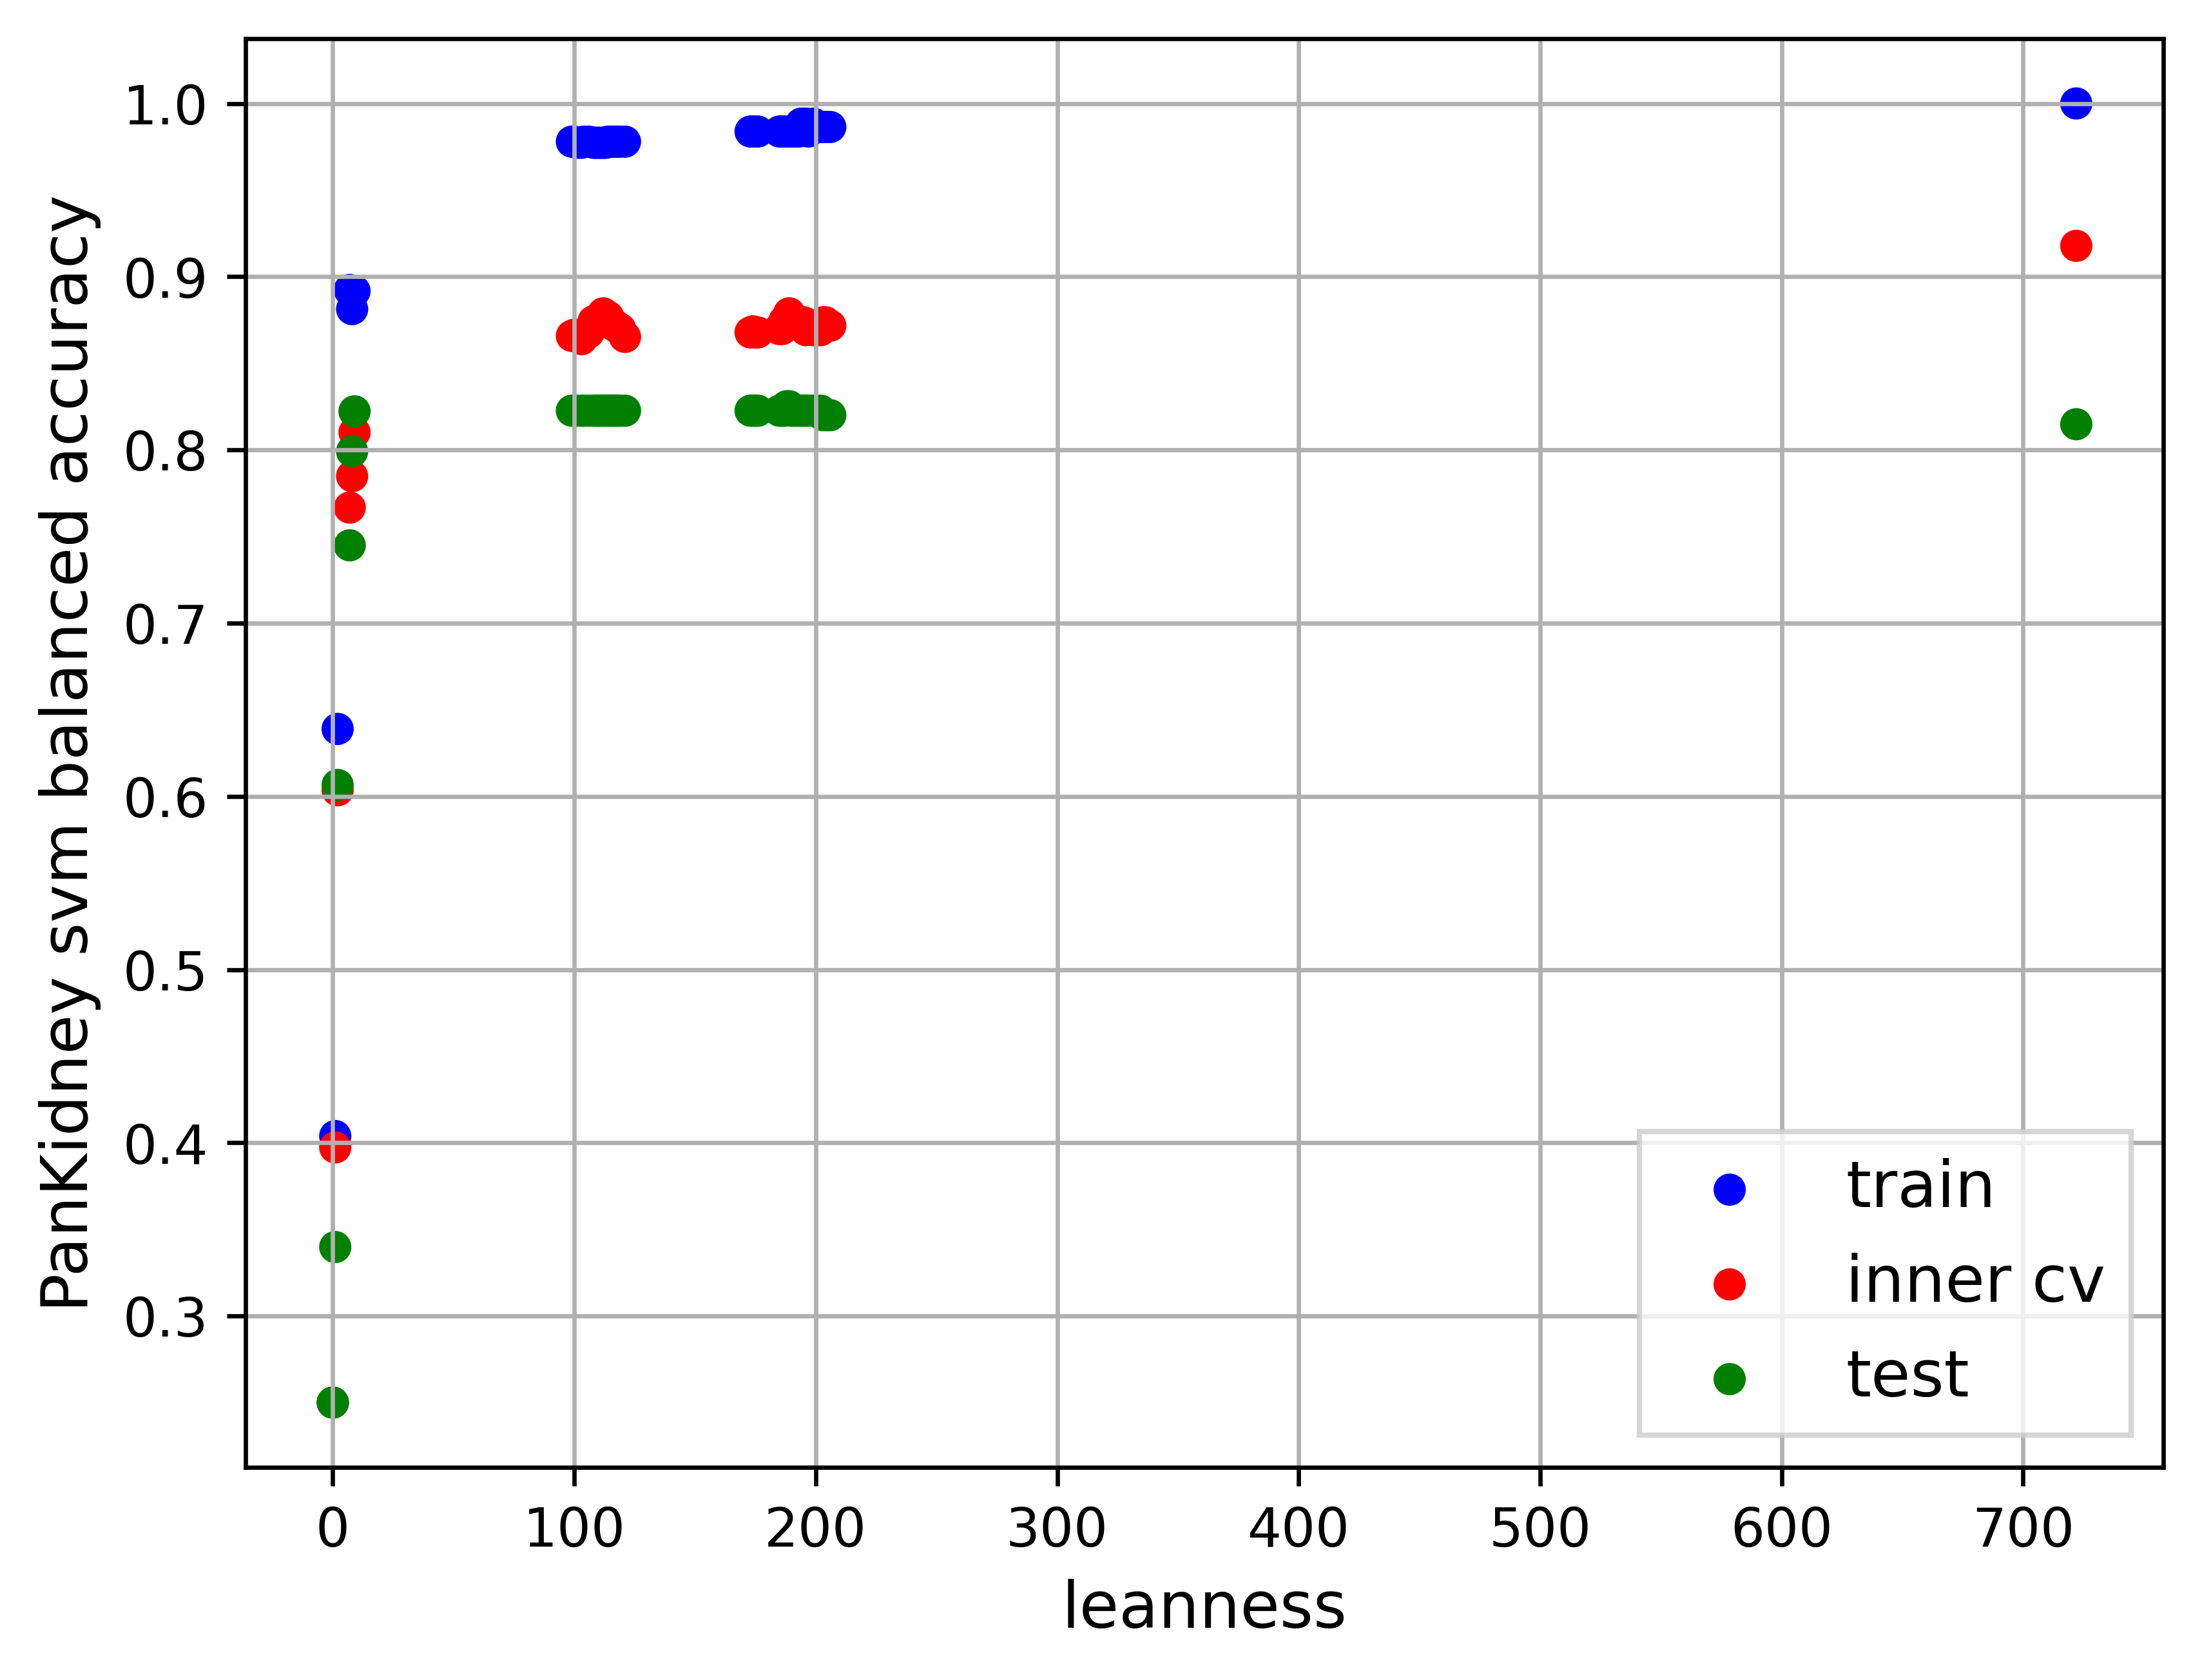 PanKidney svm balanced accuracy
1.0
0.9
0.8
0.7
0.6
0.5
0.4
0.3
train
inner cv
test
0 100 200 300 400 500 600 700
leanness